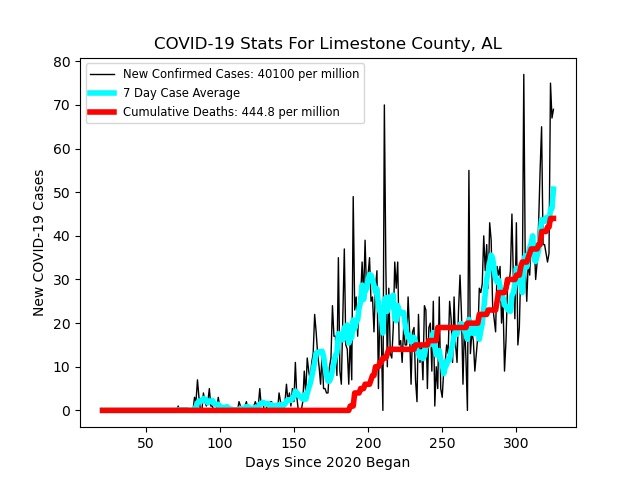 COVID-19 Stats For Limestone County, AL
New Confirmed Cases: 40100 per million
7 Day Case Average
Cumulative Deaths: 444.8 per million
80
70
60
50
40
30
20
10
0
New COVID-19 Cases
50 100 150 200 250 300
Days Since 2020 Began